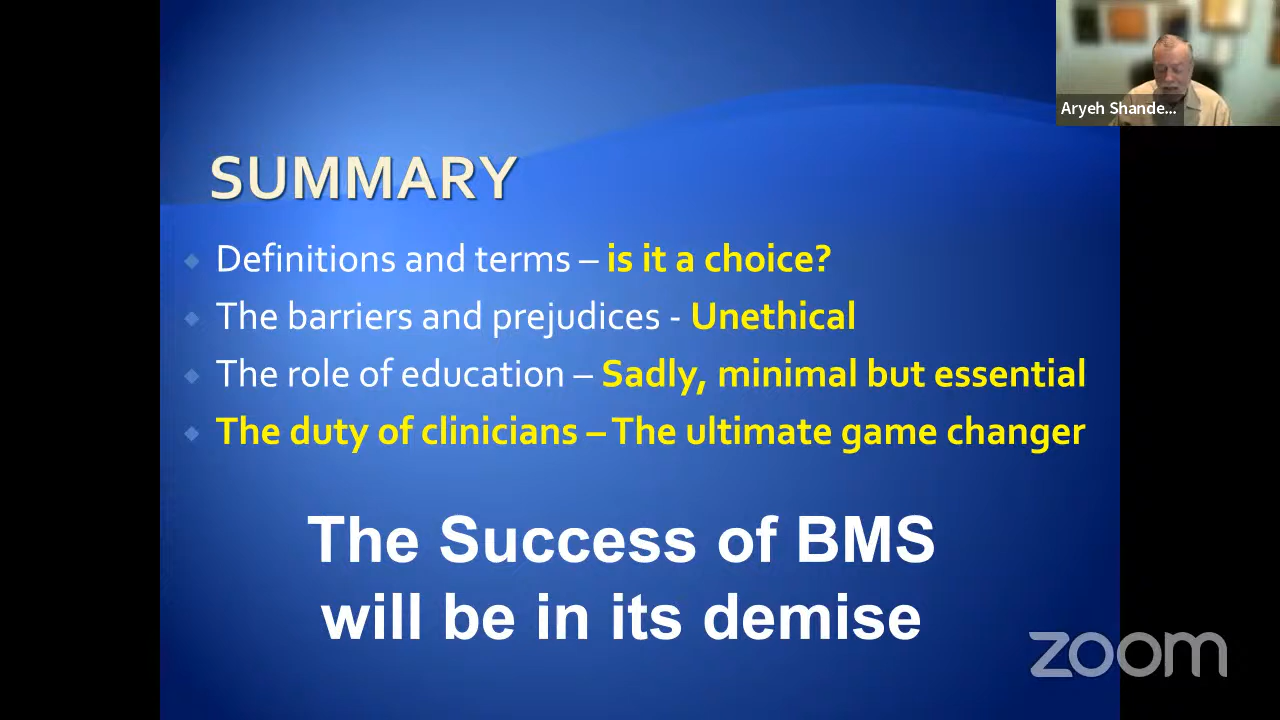 Aryeh Shande...
SUMMARY
Definitions and terms – is it a choice?
The barriers and prejudices - Unethical
The role of education – Sadly, minimal but essential
The duty of clinicians – The ultimate game changer
The Success of BMS
will be in its demise
zoom